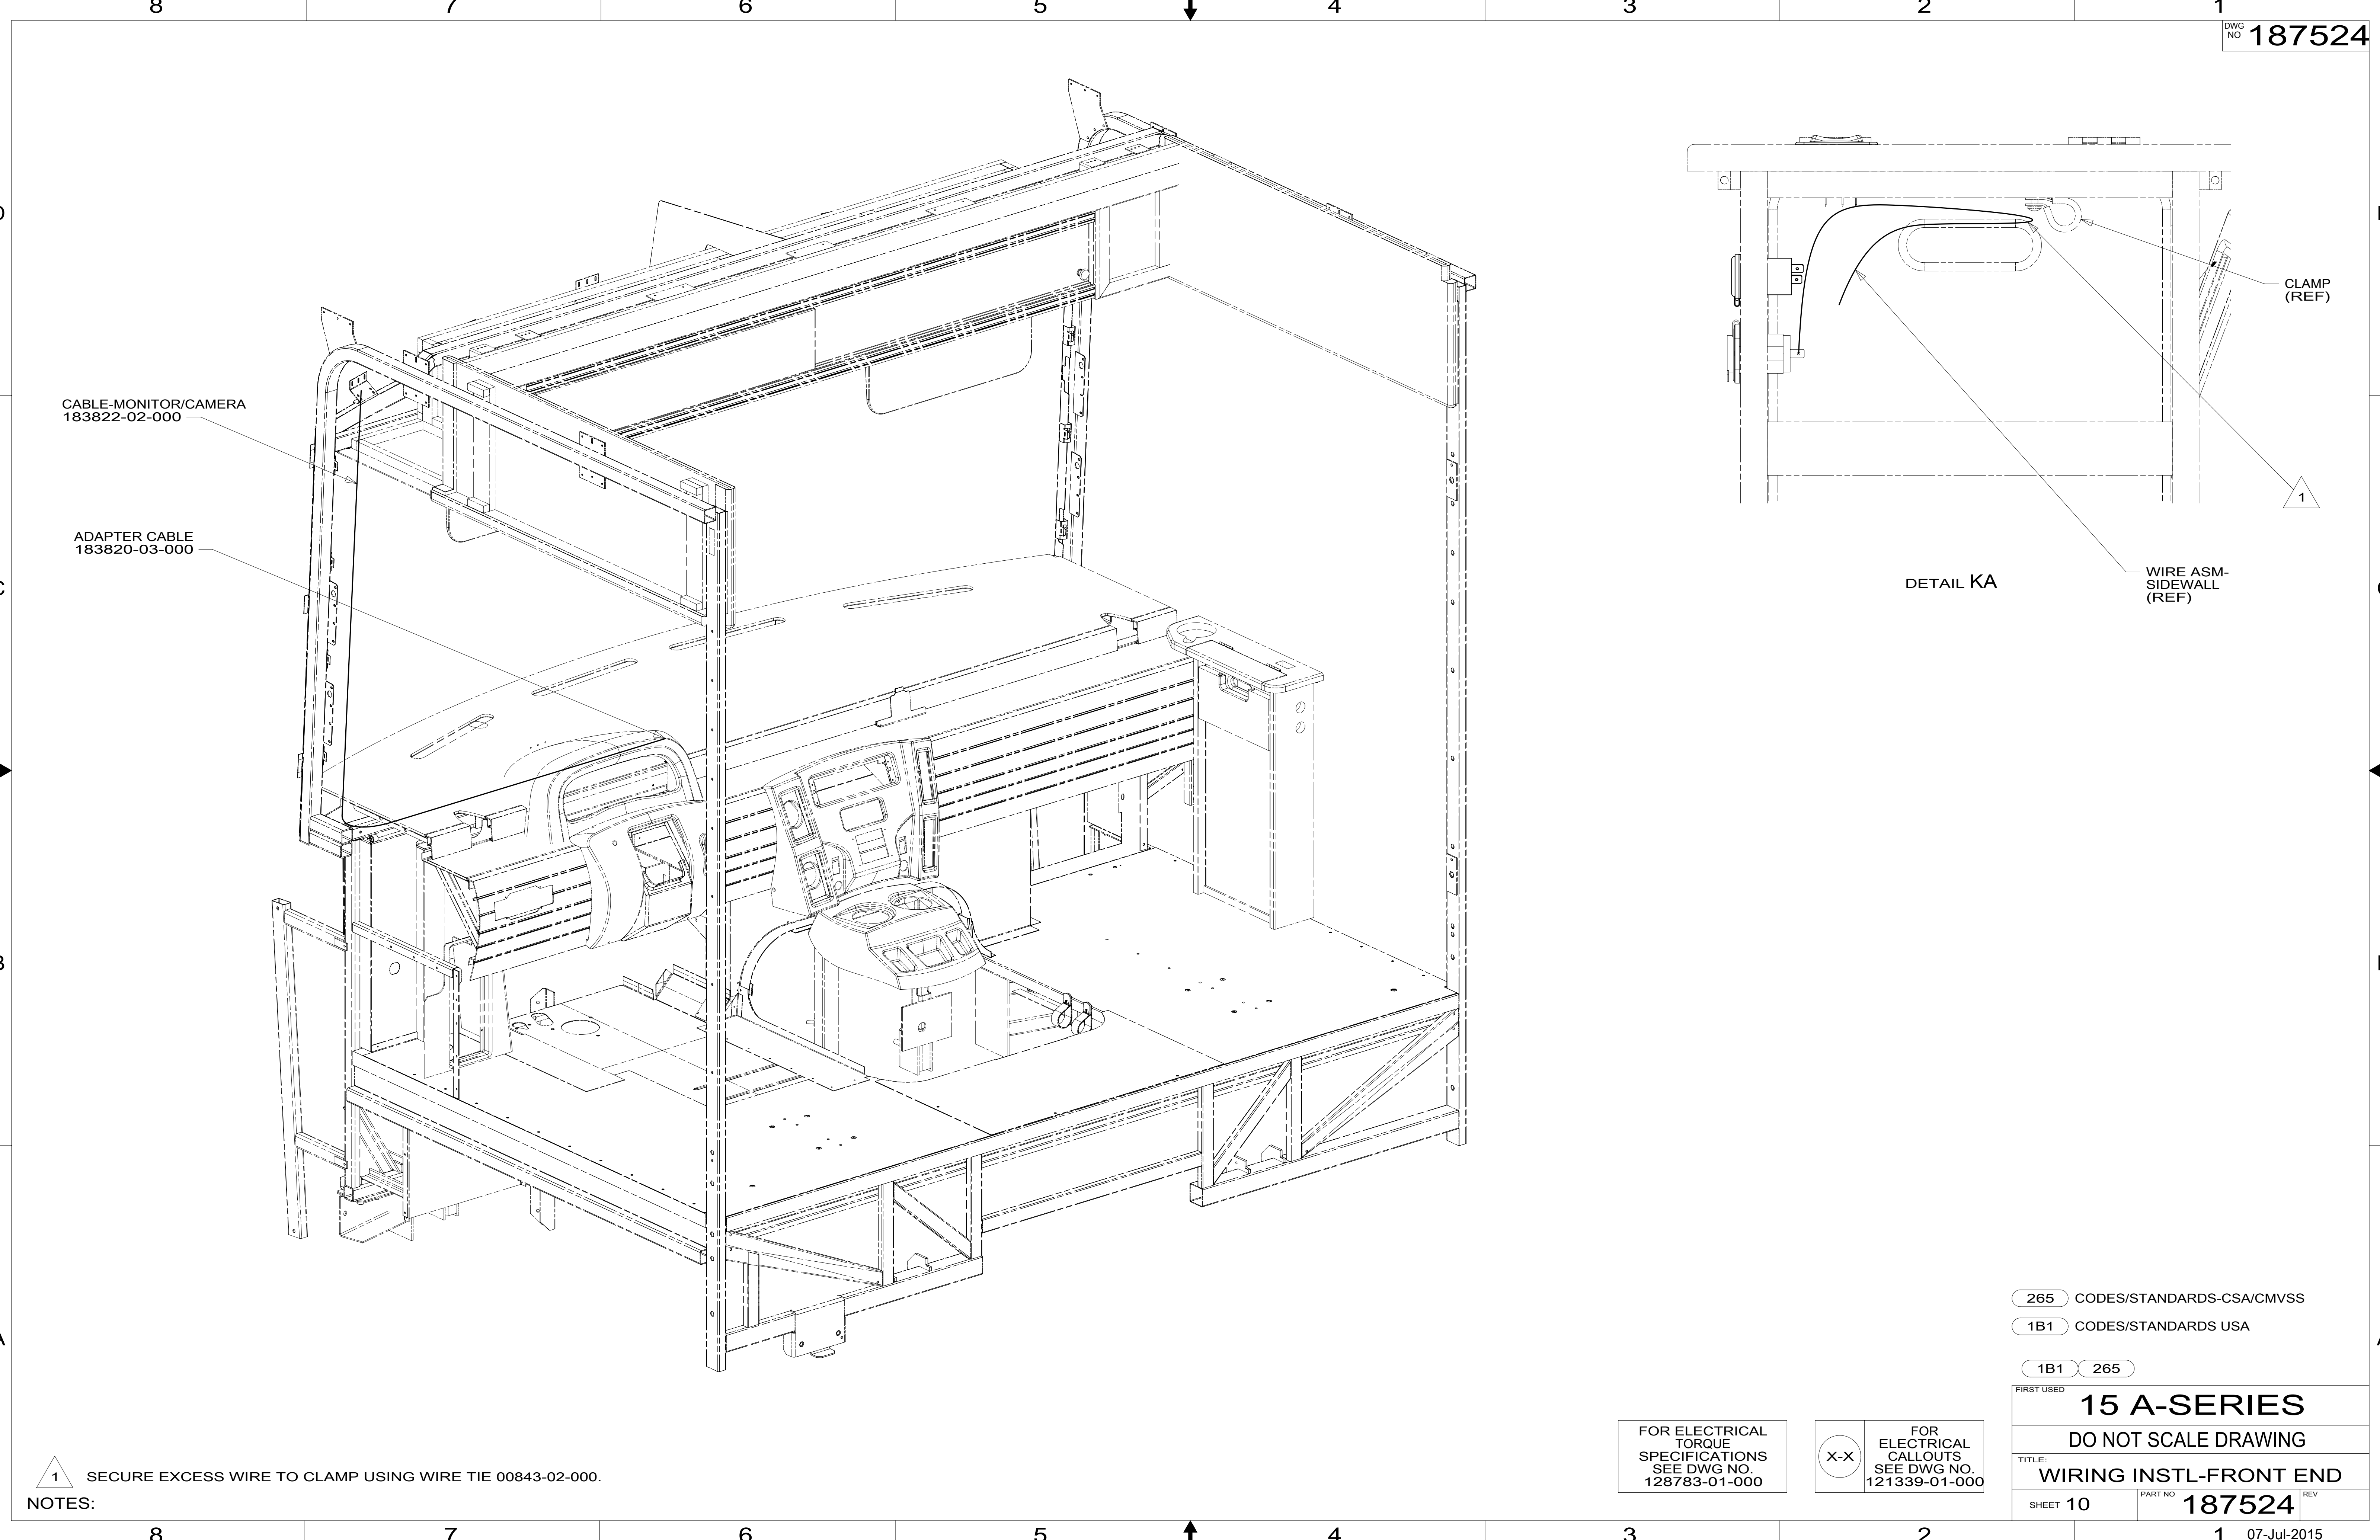 8 7 6 5 4 3 2 1
DWG
NO 187524
D
CLAMP
(REF)
CABLE-MONITOR/CAMERA
183822-02-000
1
ADAPTER CABLE
183820-03-000
WIRE ASM-
SIDEWALL
(REF)
DETAIL KA
C
B
265 CODES/STANDARDS-CSA/CMVSS
1B1 CODES/STANDARDS USA
A
1B1 265
FIRST USED
15 A-SERIES
DO NOT SCALE DRAWING
TITLE:
WIRING INSTL-FRONT END
SHEET 10
PART NO 187524
REV
FOR ELECTRICAL
TORQUE
SPECIFICATIONS
SEE DWG NO.
128783-01-000
X-X
FOR
ELECTRICAL
CALLOUTS
SEE DWG NO.
121339-01-000
1 SECURE EXCESS WIRE TO CLAMP USING WIRE TIE 00843-02-000.
NOTES:
8 7 6 5 4 3 2 1
07-Jul-2015